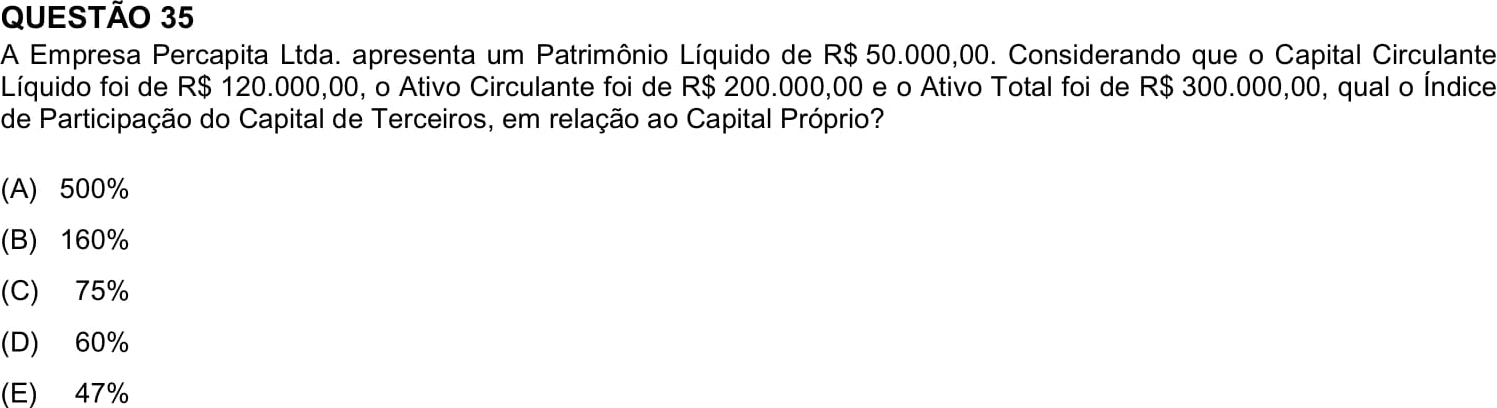 QUESTÃO 35
A Empresa Percapita Ltda. apresenta um Patrimônio Líquido de R$ 50.000,00. Considerando que o Capital Circulante
Líquido foi de R$ 120.000,00, o Ativo Circulante foi de R$ 200.000,00 e o Ativo Total foi de R$ 300.000,00, qual o Índice
de Participação do Capital de Terceiros, em relação ao Capital Próprio?
(A) 500%
(B) 160%
(C) 75%
(D) 60%
(E) 47%